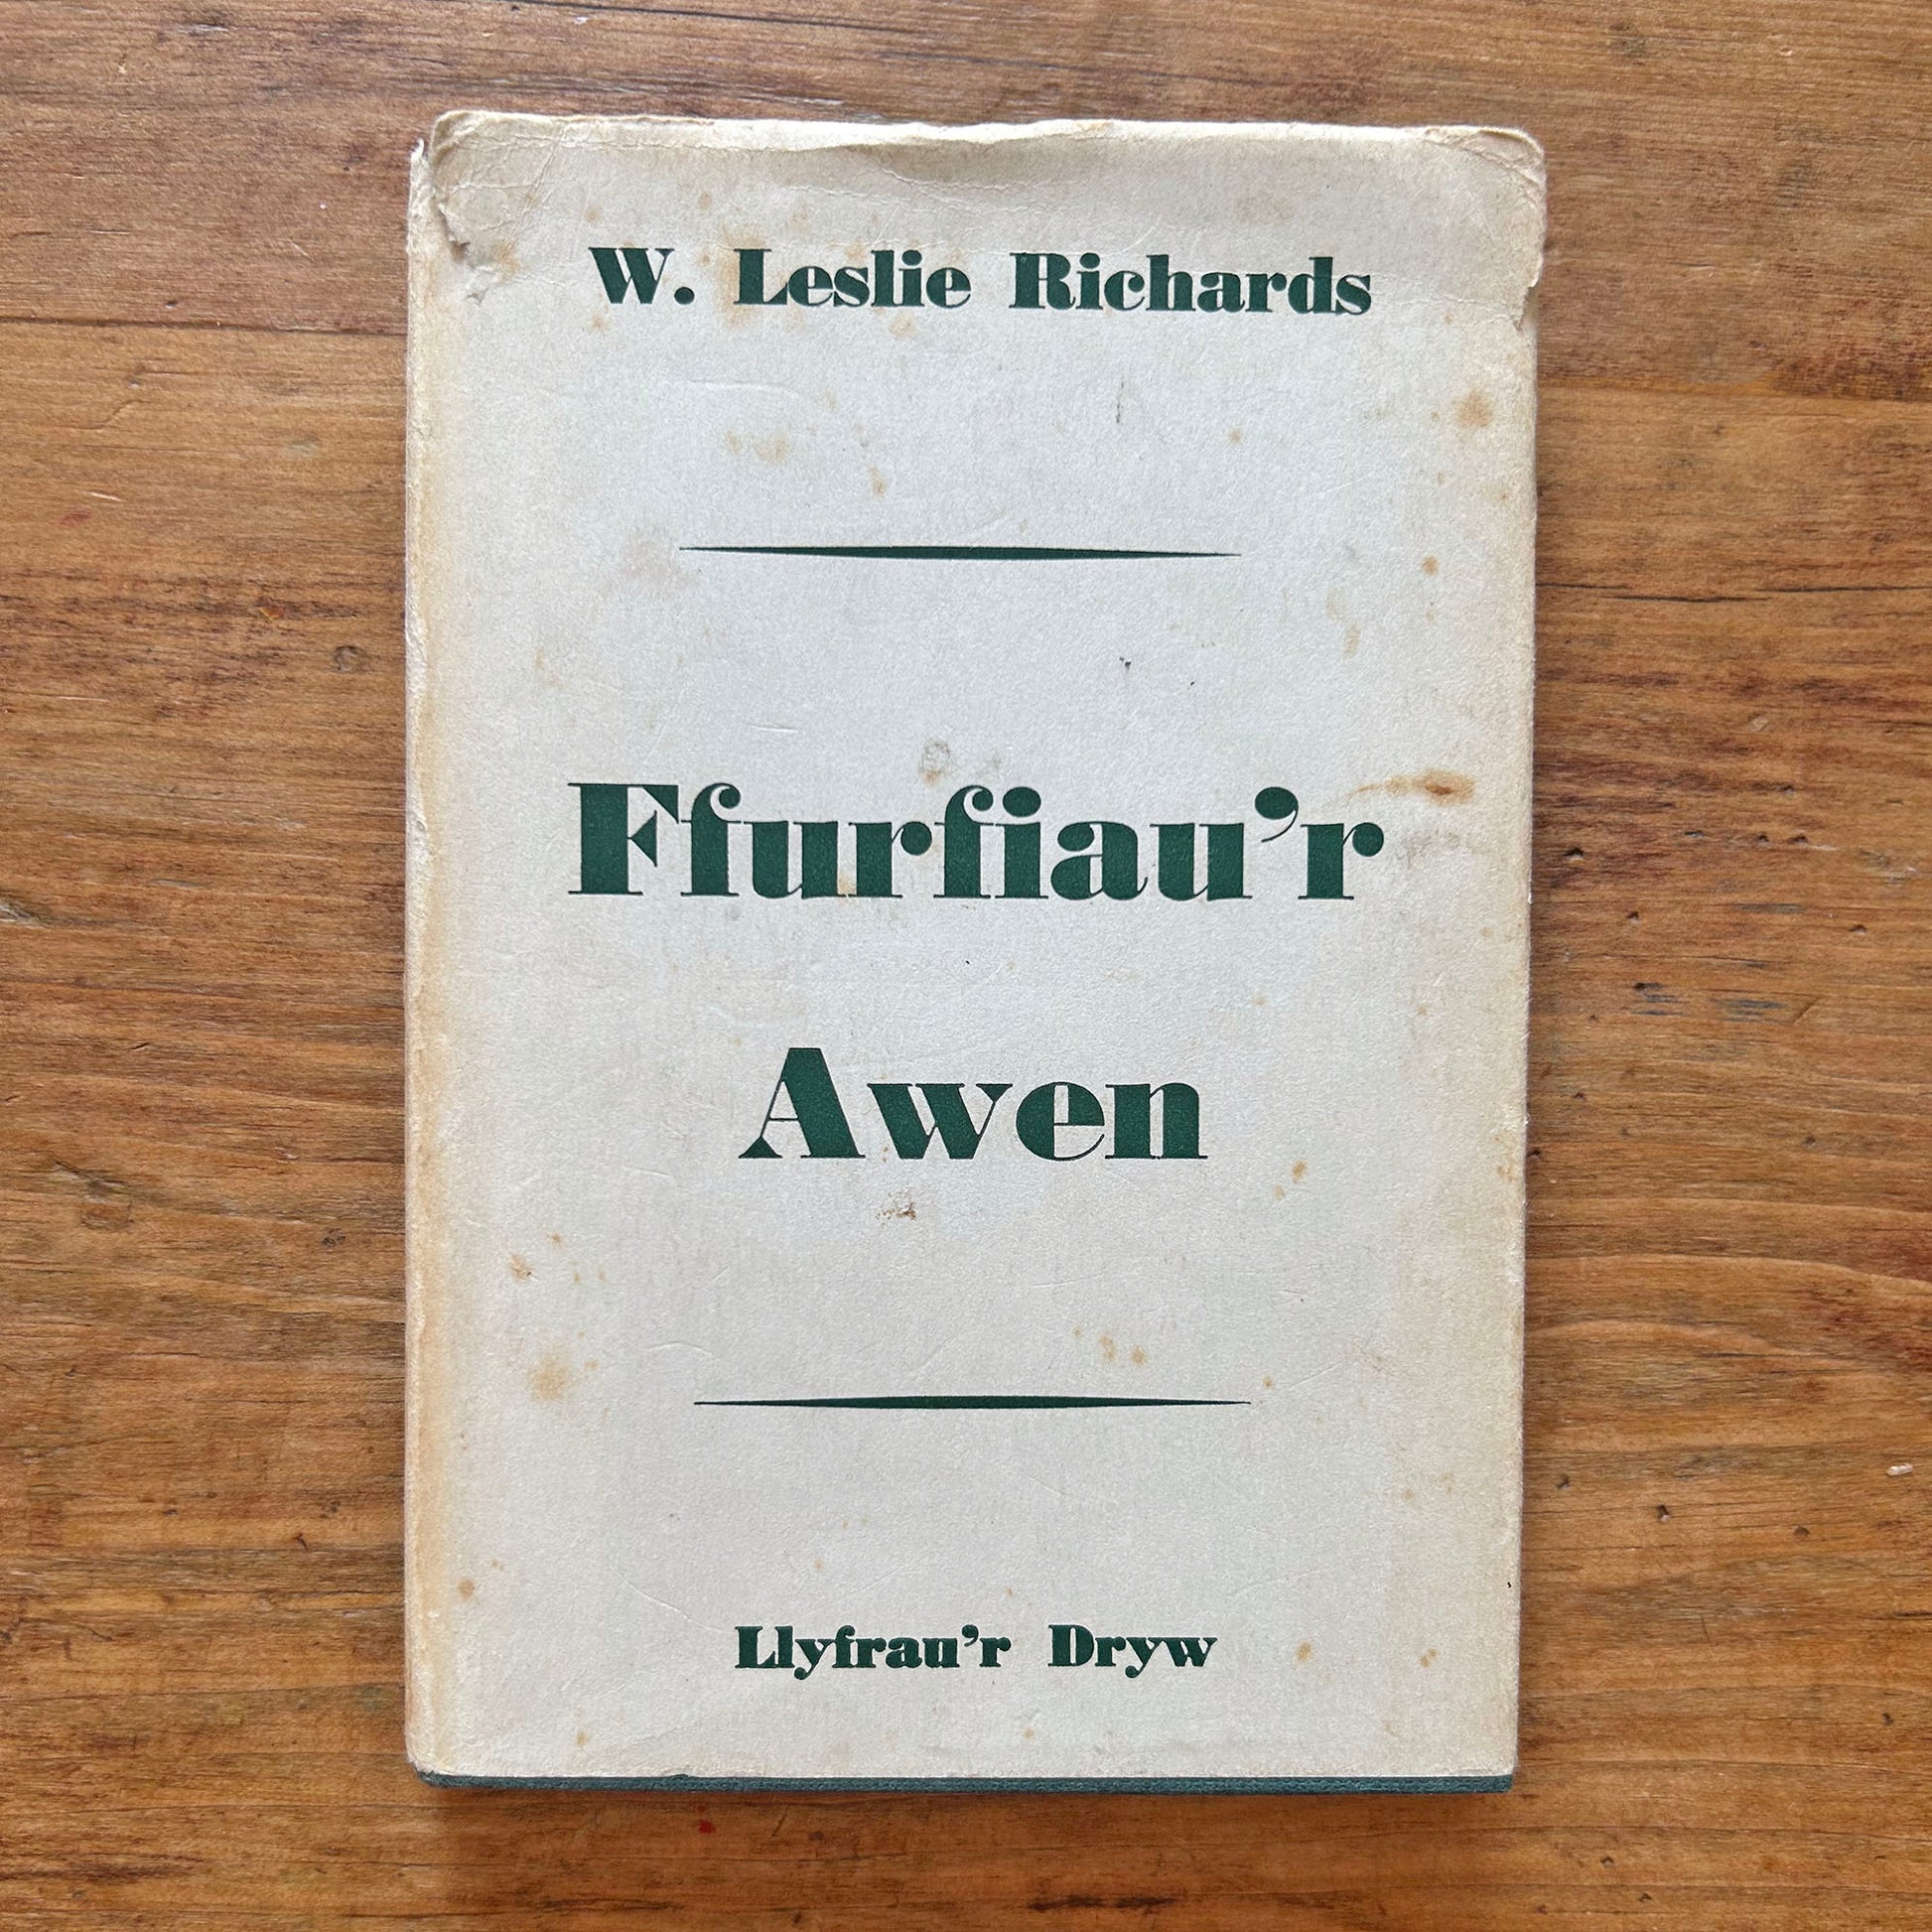 W. Leslie Richards
Ffurfiau'r
Awen
Llyfrau'r Dryw